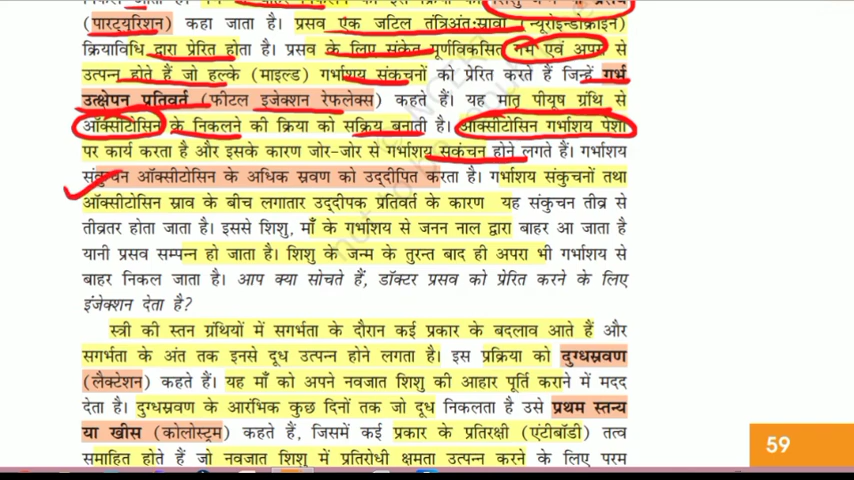 (पारट्युरिशन) कहा जाता है। प्रसव एक जटिल तंत्रिअंत:स्रावी (न्यूरोइन्डोक्राइन)
क्रियाविधि द्वारा प्रेरित होता है। प्रसव के लिए संकेत पूर्णविकसित गर्भ एवं अपरा से
उत्पन्न होते हैं जो हल्के (माइल्ड) गर्भाशय संकुचनों को प्रेरित करते हैं जिन्हें गर्भ
उत्क्षेपन प्रतिवर्त (फीटल इजेक्शन रेफलेक्स) कहते हैं। यह मातृ पीयूष ग्रंथि से
ऑक्सीटोसिन के निकलने की क्रिया को सक्रिय बनाती है। ऑक्सीटोसिन गर्भाशय पेशी
पर कार्य करता है और इसके कारण जोर-जोर से गर्भाशय संकुचन होने लगते हैं। गर्भाशय
संकुचन ऑक्सीटोसिन के अधिक स्रवण को उद्दीपित करता है। गर्भाशय संकुचनों तथा
ऑक्सीटोसिन स्राव के बीच लगातार उद्दीपक प्रतिवर्त के कारण यह संकुचन तीव्र से
तीव्रतर होता जाता है। इससे शिशु, माँ के गर्भाशय से जनन नाल द्वारा बाहर आ जाता है
यानी प्रसव सम्पन्न हो जाता है। शिशु के जन्म के तुरन्त बाद ही अपरा भी गर्भाशय से
बाहर निकल जाता है। आप क्या सोचते हैं, डॉक्टर प्रसव को प्रेरित करने के लिए
इंजेक्शन देता है?
स्त्री की स्तन ग्रंथियों में सगर्भता के दौरान कई प्रकार के बदलाव आते हैं और
सगर्भता के अंत तक इनसे दूध उत्पन्न होने लगता है। इस प्रक्रिया को दुग्धस्रवण
(लैक्टेशन) कहते हैं। यह माँ को अपने नवजात शिशु की आहार पूर्ति कराने में मदद
देता है। दुग्धस्रवण के आरंभिक कुछ दिनों तक जो दूध निकलता है उसे प्रथम स्तन्य
या खीस (कोलोस्ट्रम) कहते हैं, जिसमें कई प्रकार के प्रतिरक्षी (एंटीबॉडी) तत्व
समाहित होते हैं जो नवजात शिशु में प्रतिरोधी क्षमता उत्पन्न करने के लिए परम
59